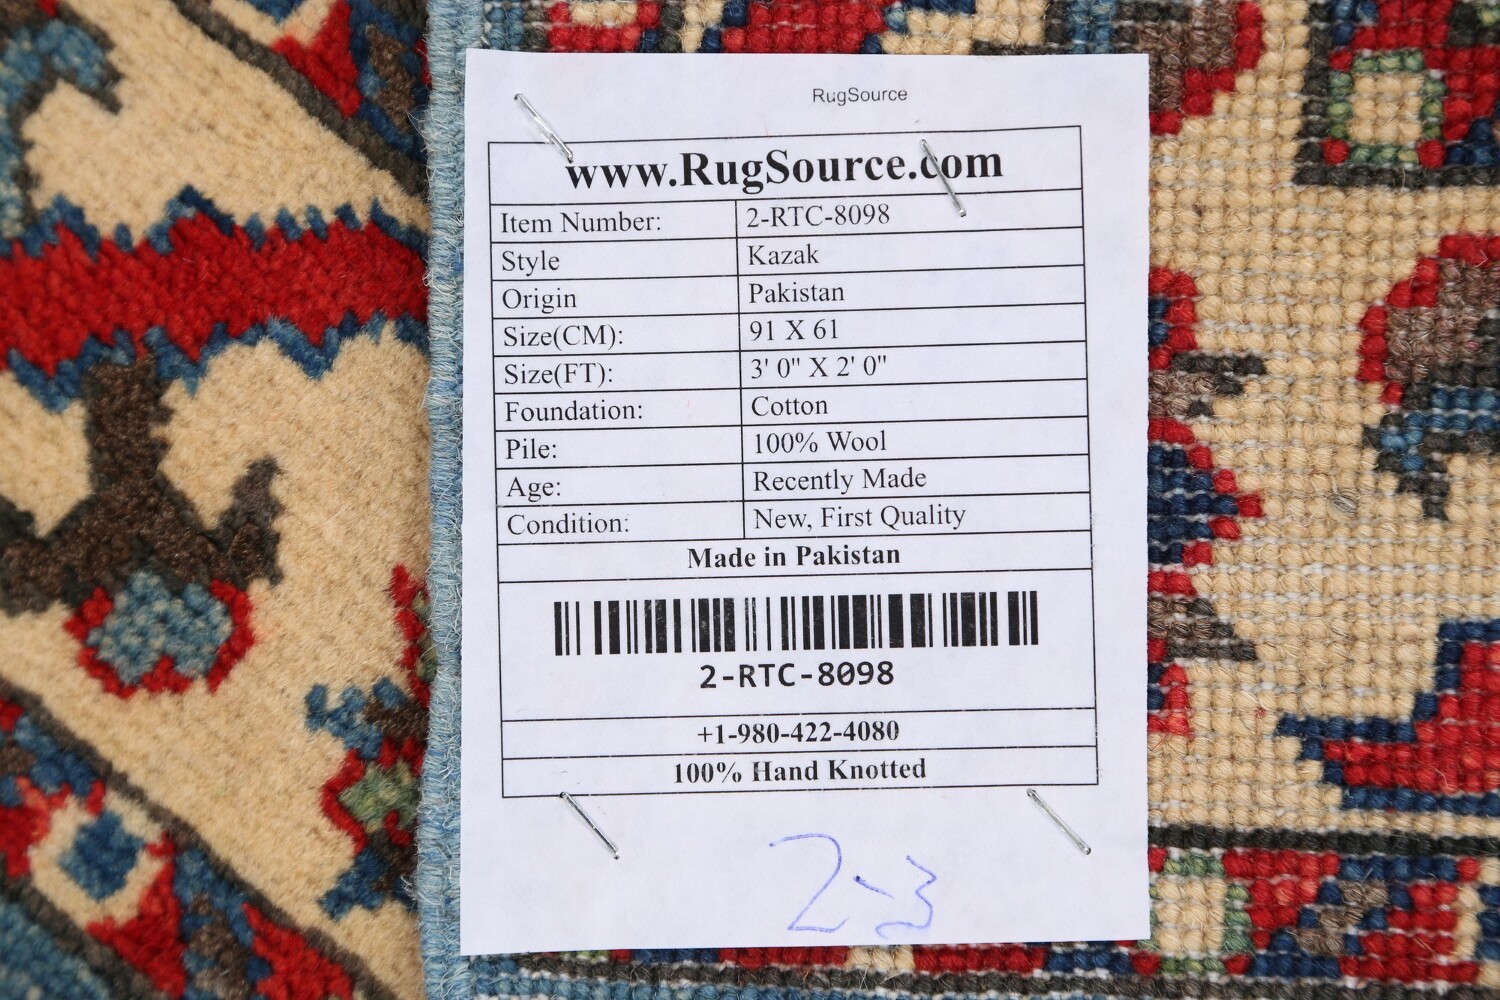 RugSource
www.RugSource.com
Item Number: 2-RTC-8098
Style Kazak
Origin Pakistan
Size(CM): 91 X 61
Size(FT): 3' 0" X 2' 0"
Foundation: Cotton
Pile: 100% Wool
Age: Recently Made
Condition: New, First Quality
Made in Pakistan
2-RTC-8098
+1-980-422-4080
100% Hand Knotted
2-3